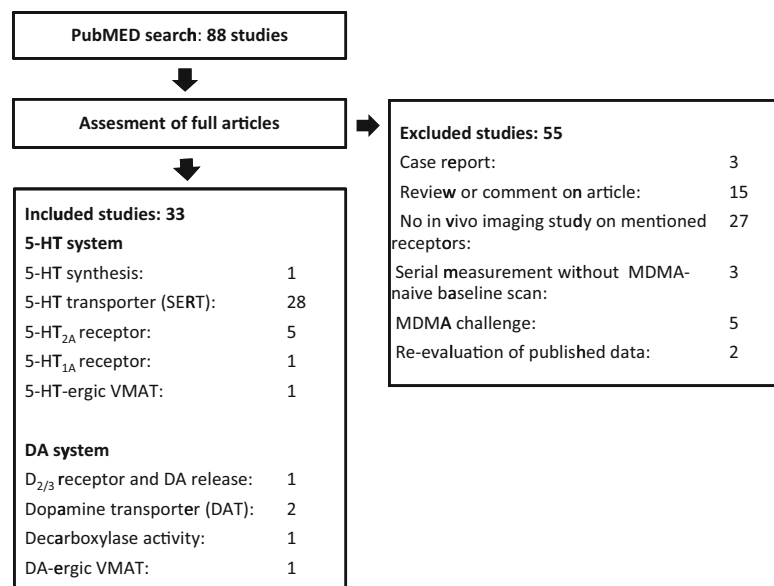 PubMED search: 88 studies
Assesment of full articles
Excluded studies: 55
Case report: 3
Review or comment on article: 15
No in vivo imaging study on mentioned 27
receptors:
Serial measurement without MDMA- 3
naive baseline scan:
MDMA challenge: 5
Re-evaluation of published data: 2
Included studies: 33
5-HT system
5-HT synthesis: 1
5-HT transporter (SERT): 28
5-HT2A receptor: 5
5-HT1A receptor: 1
5-HT-ergic VMAT: 1
DA system
D2/3 receptor and DA release: 1
Dopamine transporter (DAT): 2
Decarboxylase activity: 1
DA-ergic VMAT: 1